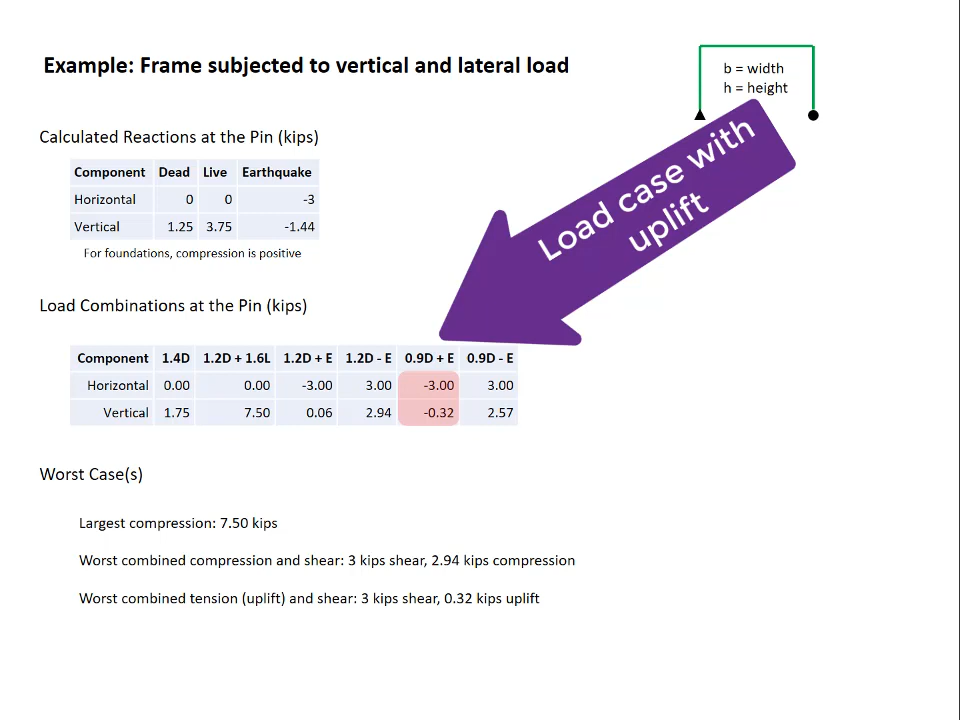 Example: Frame subjected to vertical and lateral load
b = width
h = height
Calculated Reactions at the Pin (kips)
Component Dead Live Earthquake
Horizontal 0 0 -3
Vertical 1.25 3.75 -1.44
For foundations, compression is positive
Load case with
uplift
Load Combinations at the Pin (kips)
Component 1.4D 1.2D + 1.6L 1.2D + E 1.2D - E 0.9D + E 0.9D - E
Horizontal 0.00 0.00 -3.00 3.00 -3.00 3.00
Vertical 1.75 7.50 0.06 2.94 -0.32 2.57
Worst Case(s)
Largest compression: 7.50 kips
Worst combined compression and shear: 3 kips shear, 2.94 kips compression
Worst combined tension (uplift) and shear: 3 kips shear, 0.32 kips uplift